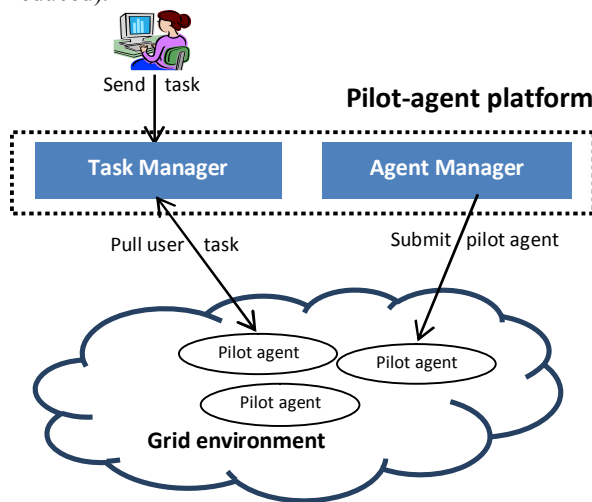 Send task
Pilot-agent platform
Task Manager
Agent Manager
Pull user task
Submit pilot agent
Pilot agent
Pilot agent
Pilot agent
Grid environment